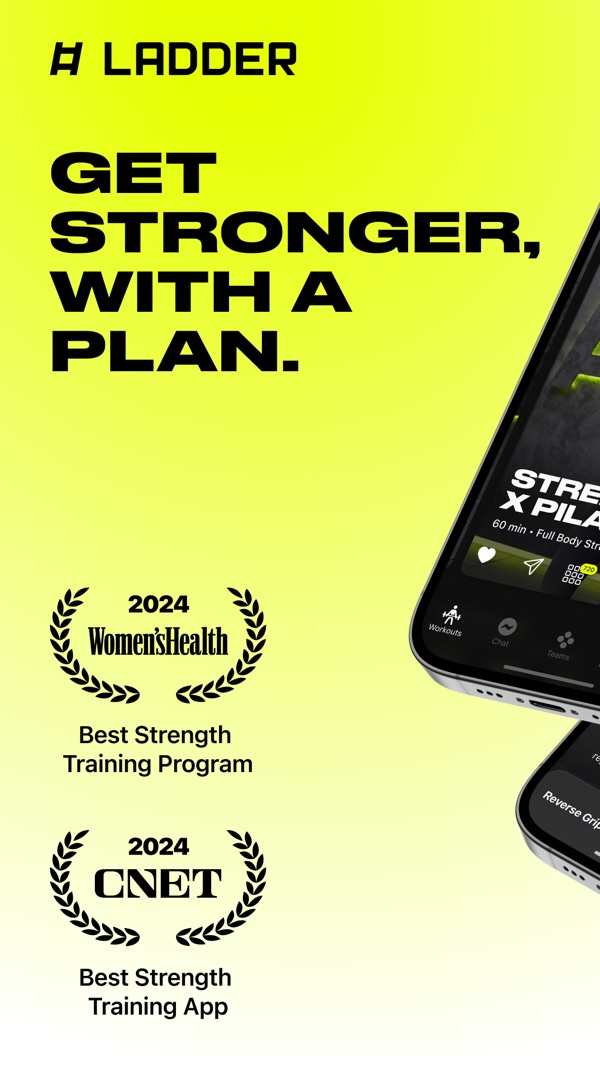 LADDER
GET
STRONGER,
WITH A
PLAN.
60 min • Full Body
720
Workouts
Chat
Teams
2024
Women'sHealth
Best Strength
Training Program
Reverse Grip
2024
CNET
Best Strength
Training App